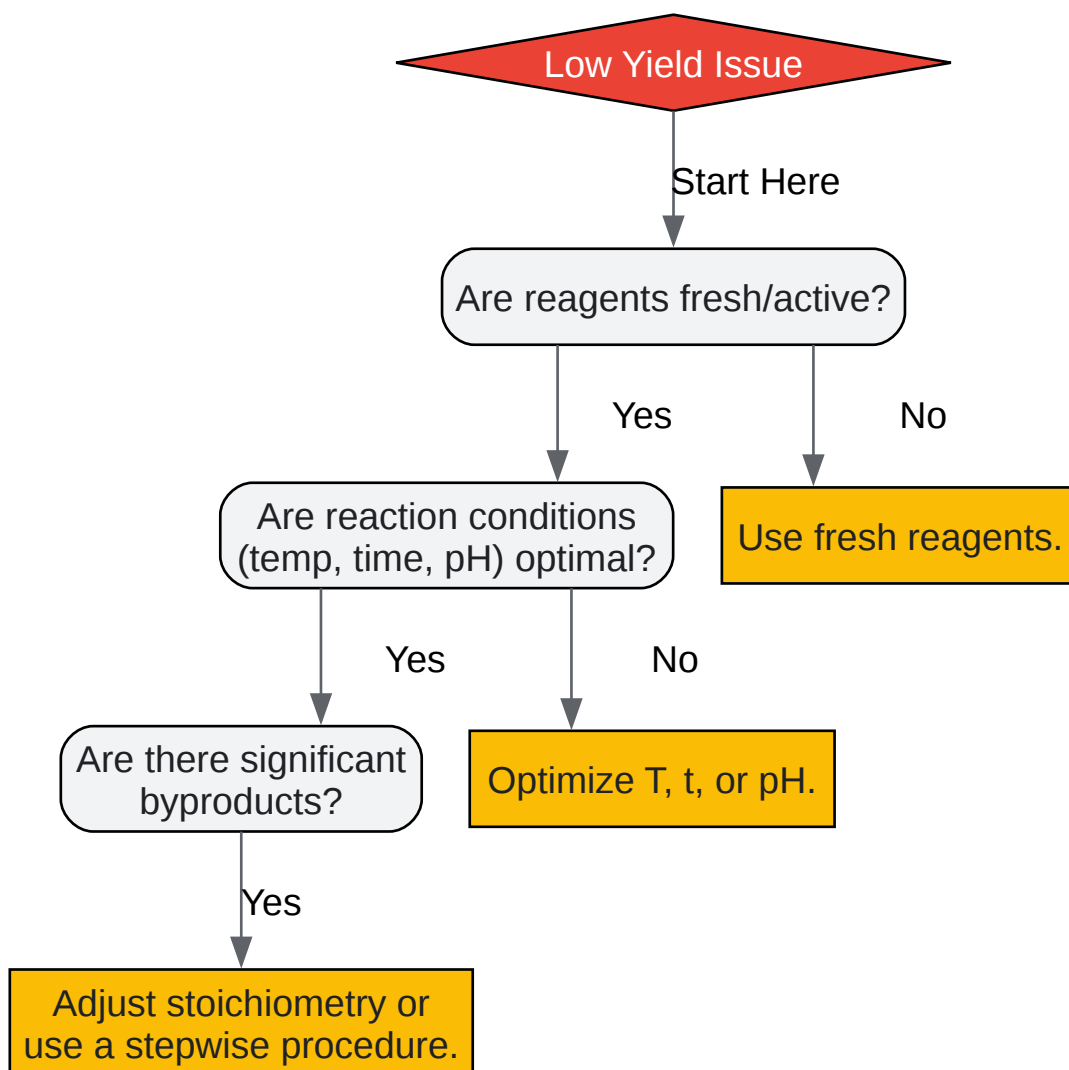 Low Yield Issue
Start Here
Are reagents fresh/active?
Yes
No
Are reaction conditions
(temp, time, pH) optimal?
Use fresh reagents.
Yes
No
Are there significant
byproducts?
Optimize T, t, or pH.
Yes
Adjust stoichiometry or
use a stepwise procedure.